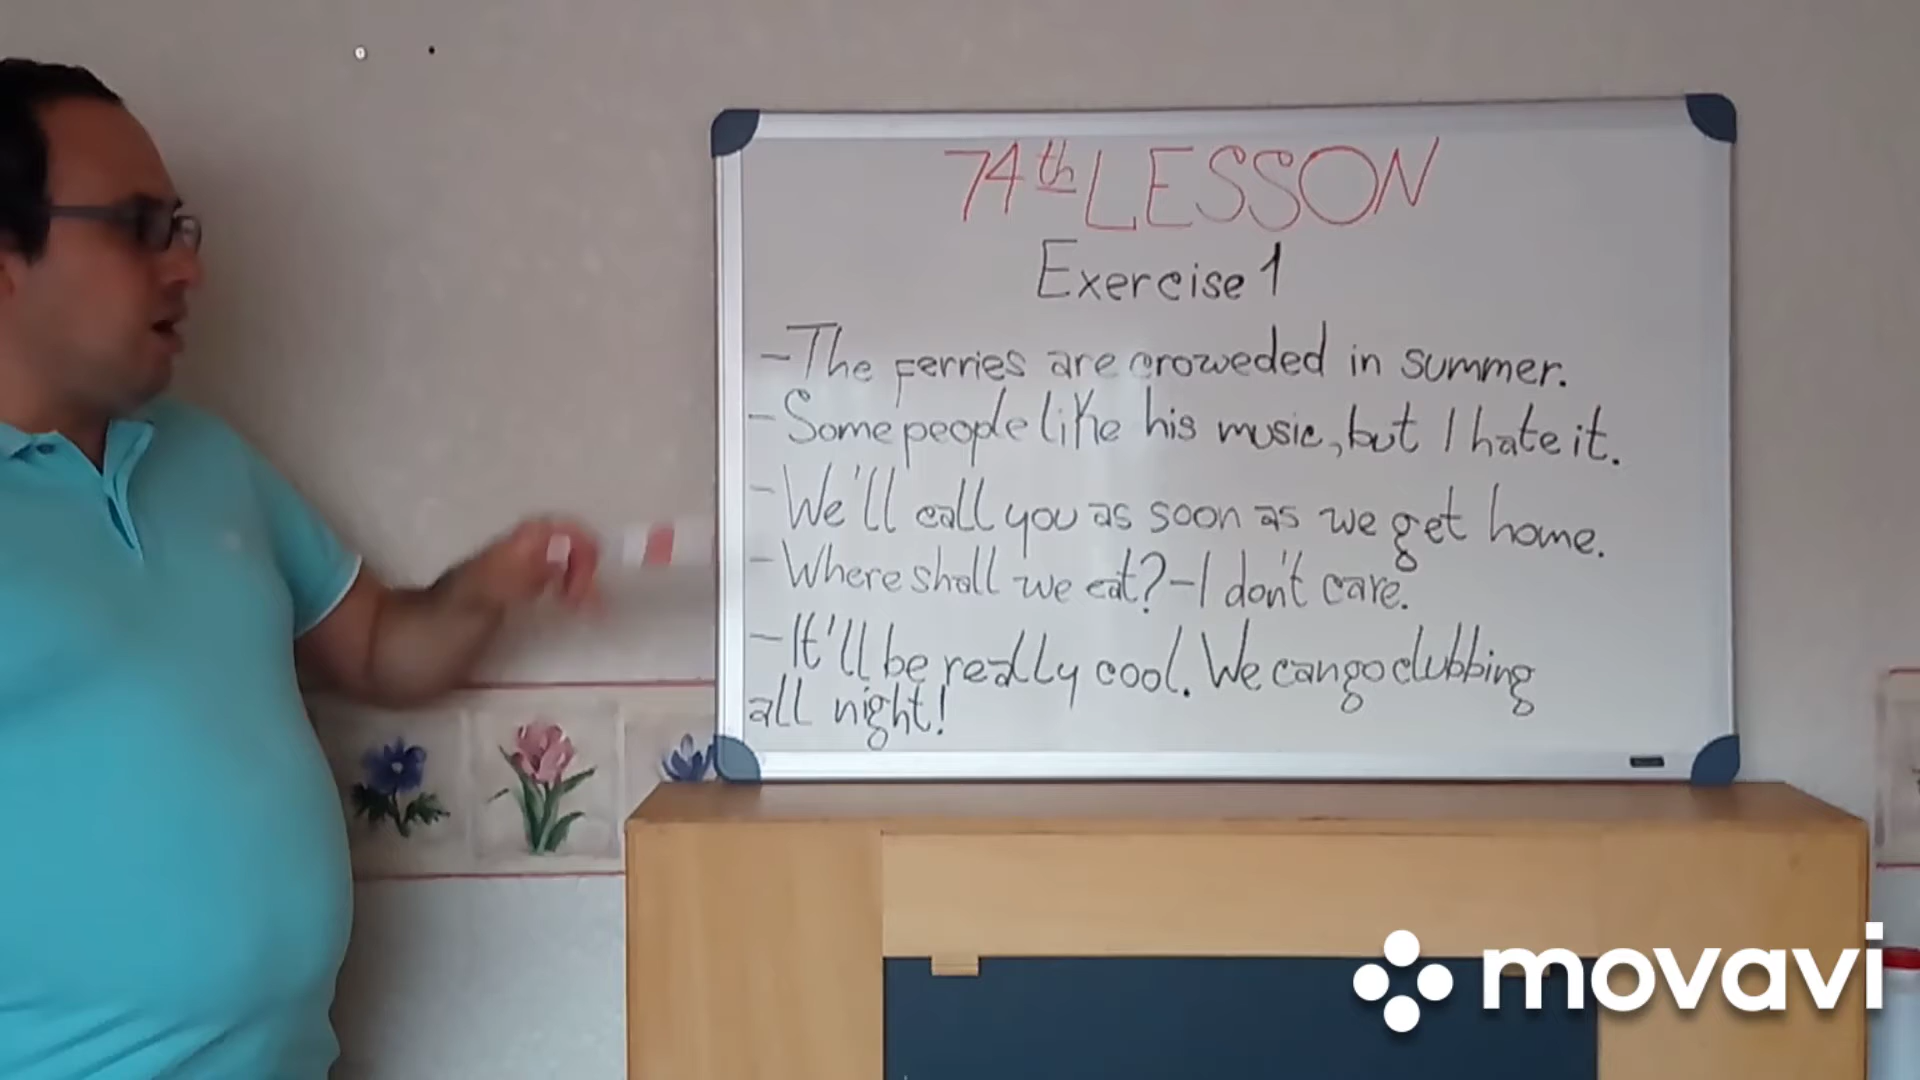 74th LESSON
Exercise 1
-The ferries are croweded in summer.
-Some people like his music, but I hate it.
-We'll call you as soon as we get home.
-Where shall we eat?-I don't care.
-It'll be really cool. We can go clubbing
all night!
movavi